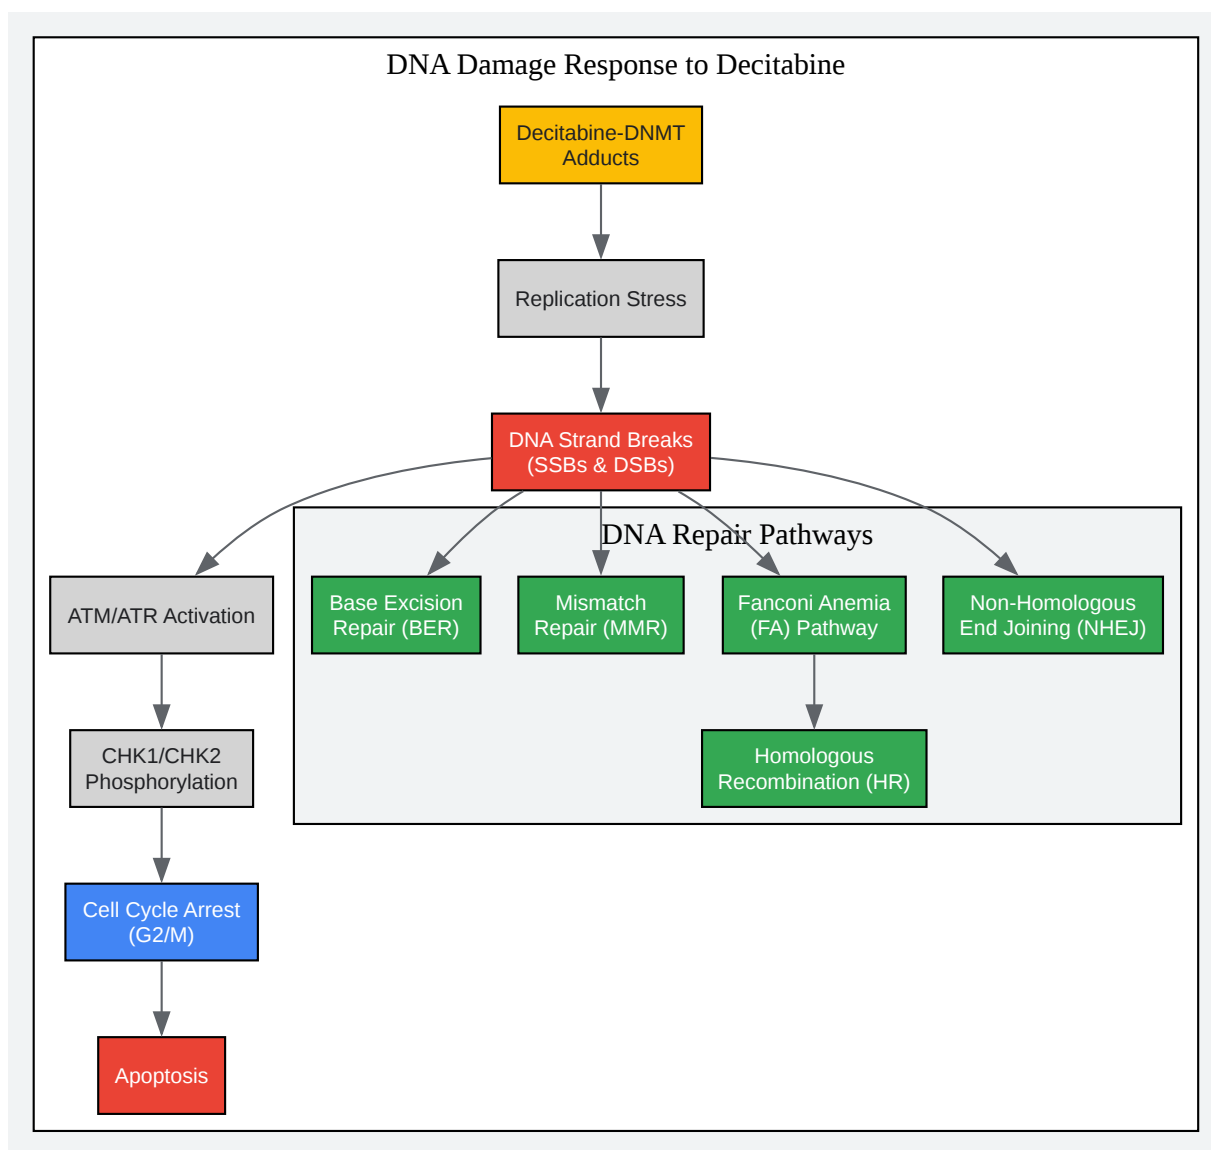 DNA Damage Response to Decitabine
Decitabine-DNMT
Adducts
Replication Stress
DNA Strand Breaks
(SSBs & DSBs)
DNA Repair Pathways
ATM/ATR Activation
Base Excision
Repair (BER)
Mismatch
Repair (MMR)
Fanconi Anemia
(FA) Pathway
Non-Homologous
End Joining (NHEJ)
CHK1/CHK2
Phosphorylation
Homologous
Recombination (HR)
Cell Cycle Arrest
(G2/M)
Apoptosis